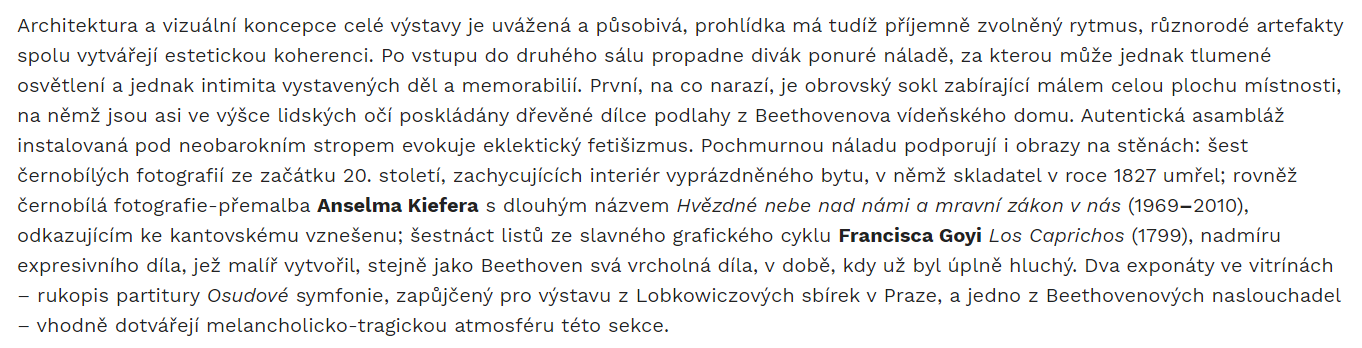 Architektura a vizuální koncepce celé výstavy je uvážená a působivá, prohlídka má tudíž příjemně zvolněný rytmus, různorodé artefakty
spolu vytvářejí estetickou koherenci. Po vstupu do druhého sálu propadne divák ponuré náladě, za kterou může jednak tlumené
osvětlení a jednak intimita vystavených děl a memorabilií. První, na co narazí, je obrovský sokl zabírající málem celou plochu místnosti,
na němž jsou asi ve výšce lidských očí poskládány dřevěné dílce podlahy z Beethovenova vídeňského domu. Autentická asambláž
instalovaná pod neobarokním stropem evokuje eklektický fetišizmus. Pochmurnou náladu podporují i obrazy na stěnách: šest
černobílých fotografií ze začátku 20. století, zachycujících interiér vyprázdněného bytu, v němž skladatel v roce 1827 umřel; rovněž
černobílá fotografie-přemalba Anselma Kiefera s dlouhým názvem Hvězdné nebe nad námi a mravní zákon v nás (1969–2010),
odkazujícím ke kantovskému vznešenu; šestnáct listů ze slavného grafického cyklu Francisca Goyi Los Caprichos (1799), nadmíru
expresivního díla, jež malíř vytvořil, stejně jako Beethoven svá vrcholná díla, v době, kdy už byl úplně hluchý. Dva exponáty ve vitrínách
– rukopis partitury Osudové symfonie, zapůjčený pro výstavu z Lobkowiczových sbírek v Praze, a jedno z Beethovenových naslouchadel
– vhodně dotvářejí melancholicko-tragickou atmosféru této sekce.